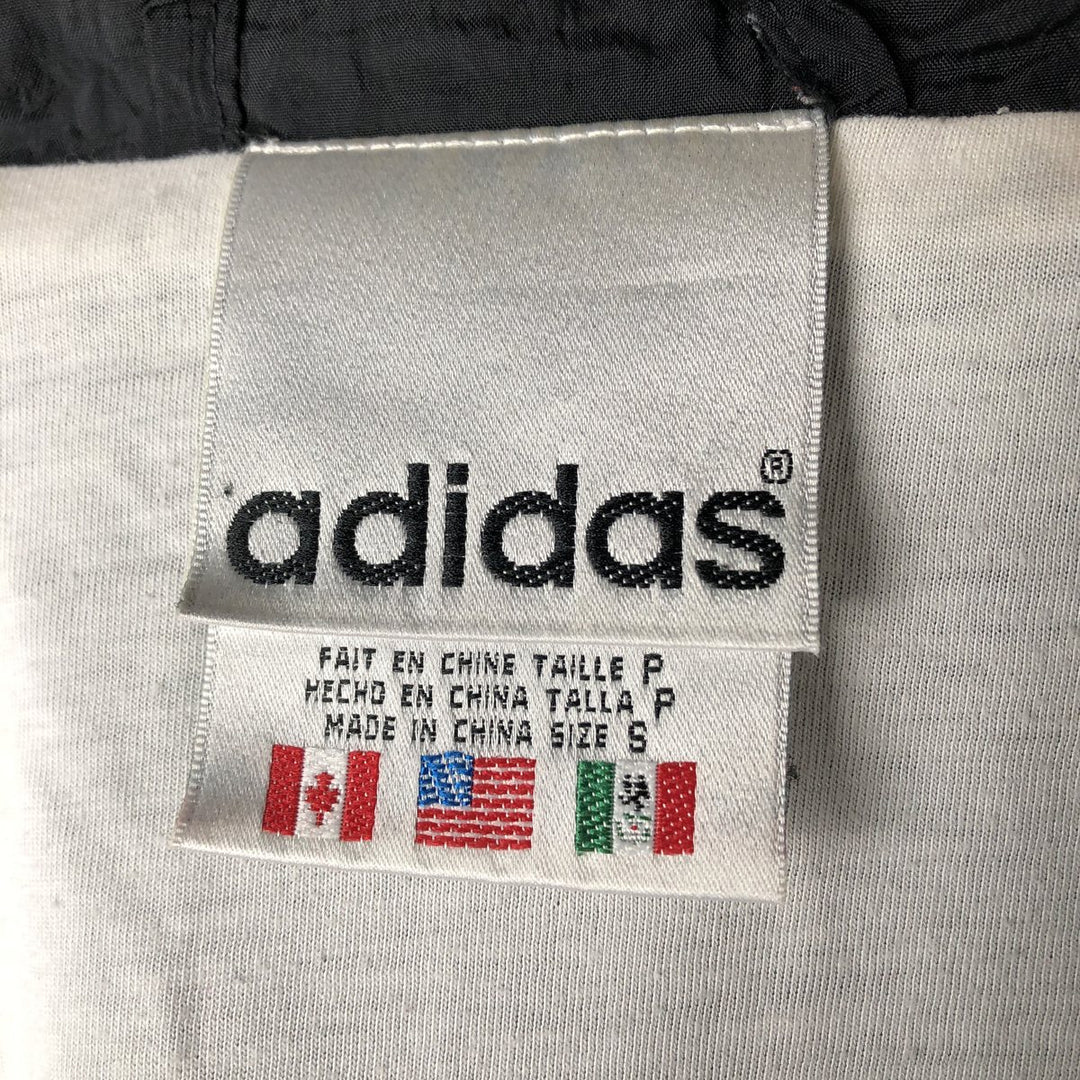 adidas®
FAIT EN CHINE TAILLE P
HECHO EN CHINA TALLA P
MADE IN CHINA SIZE S